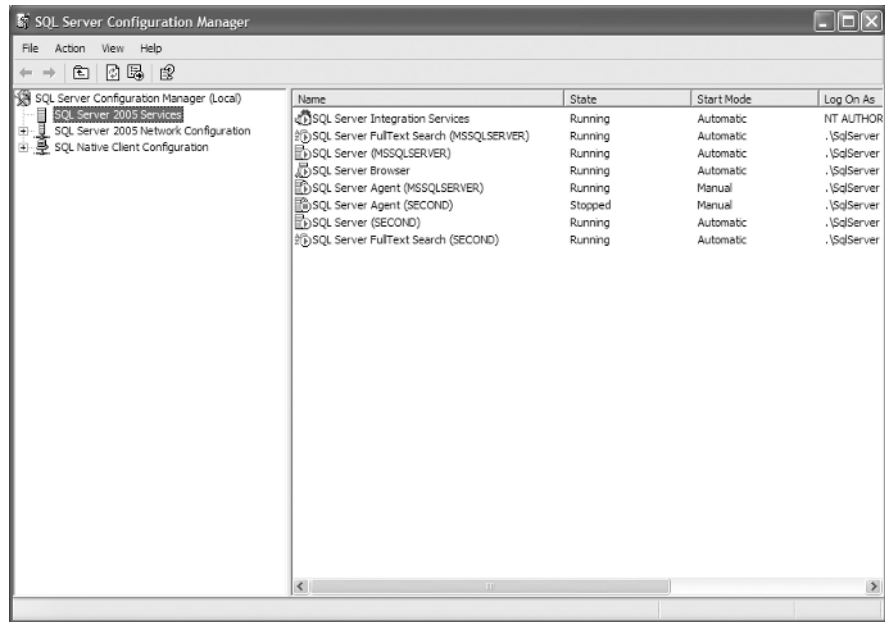 SQL Server Configuration Manager
File Action View Help
SQL Server Configuration Manager (Local)
SQL Server 2005 Services
SQL Server 2005 Network Configuration
SQL Native Client Configuration
Name State Start Mode Log On As
SQL Server Integration Services Running Automatic NT AUTHOR
SQL Server FullText Search (MSSQLSERVER) Running Automatic .\SqlServer
SQL Server (MSSQLSERVER) Running Automatic .\SqlServer
SQL Server Browser Running Automatic .\SqlServer
SQL Server Agent (MSSQLSERVER) Running Manual .\SqlServer
SQL Server Agent (SECOND) Stopped Manual .\SqlServer
SQL Server (SECOND) Running Automatic .\SqlServer
SQL Server FullText Search (SECOND) Running Automatic .\SqlServer